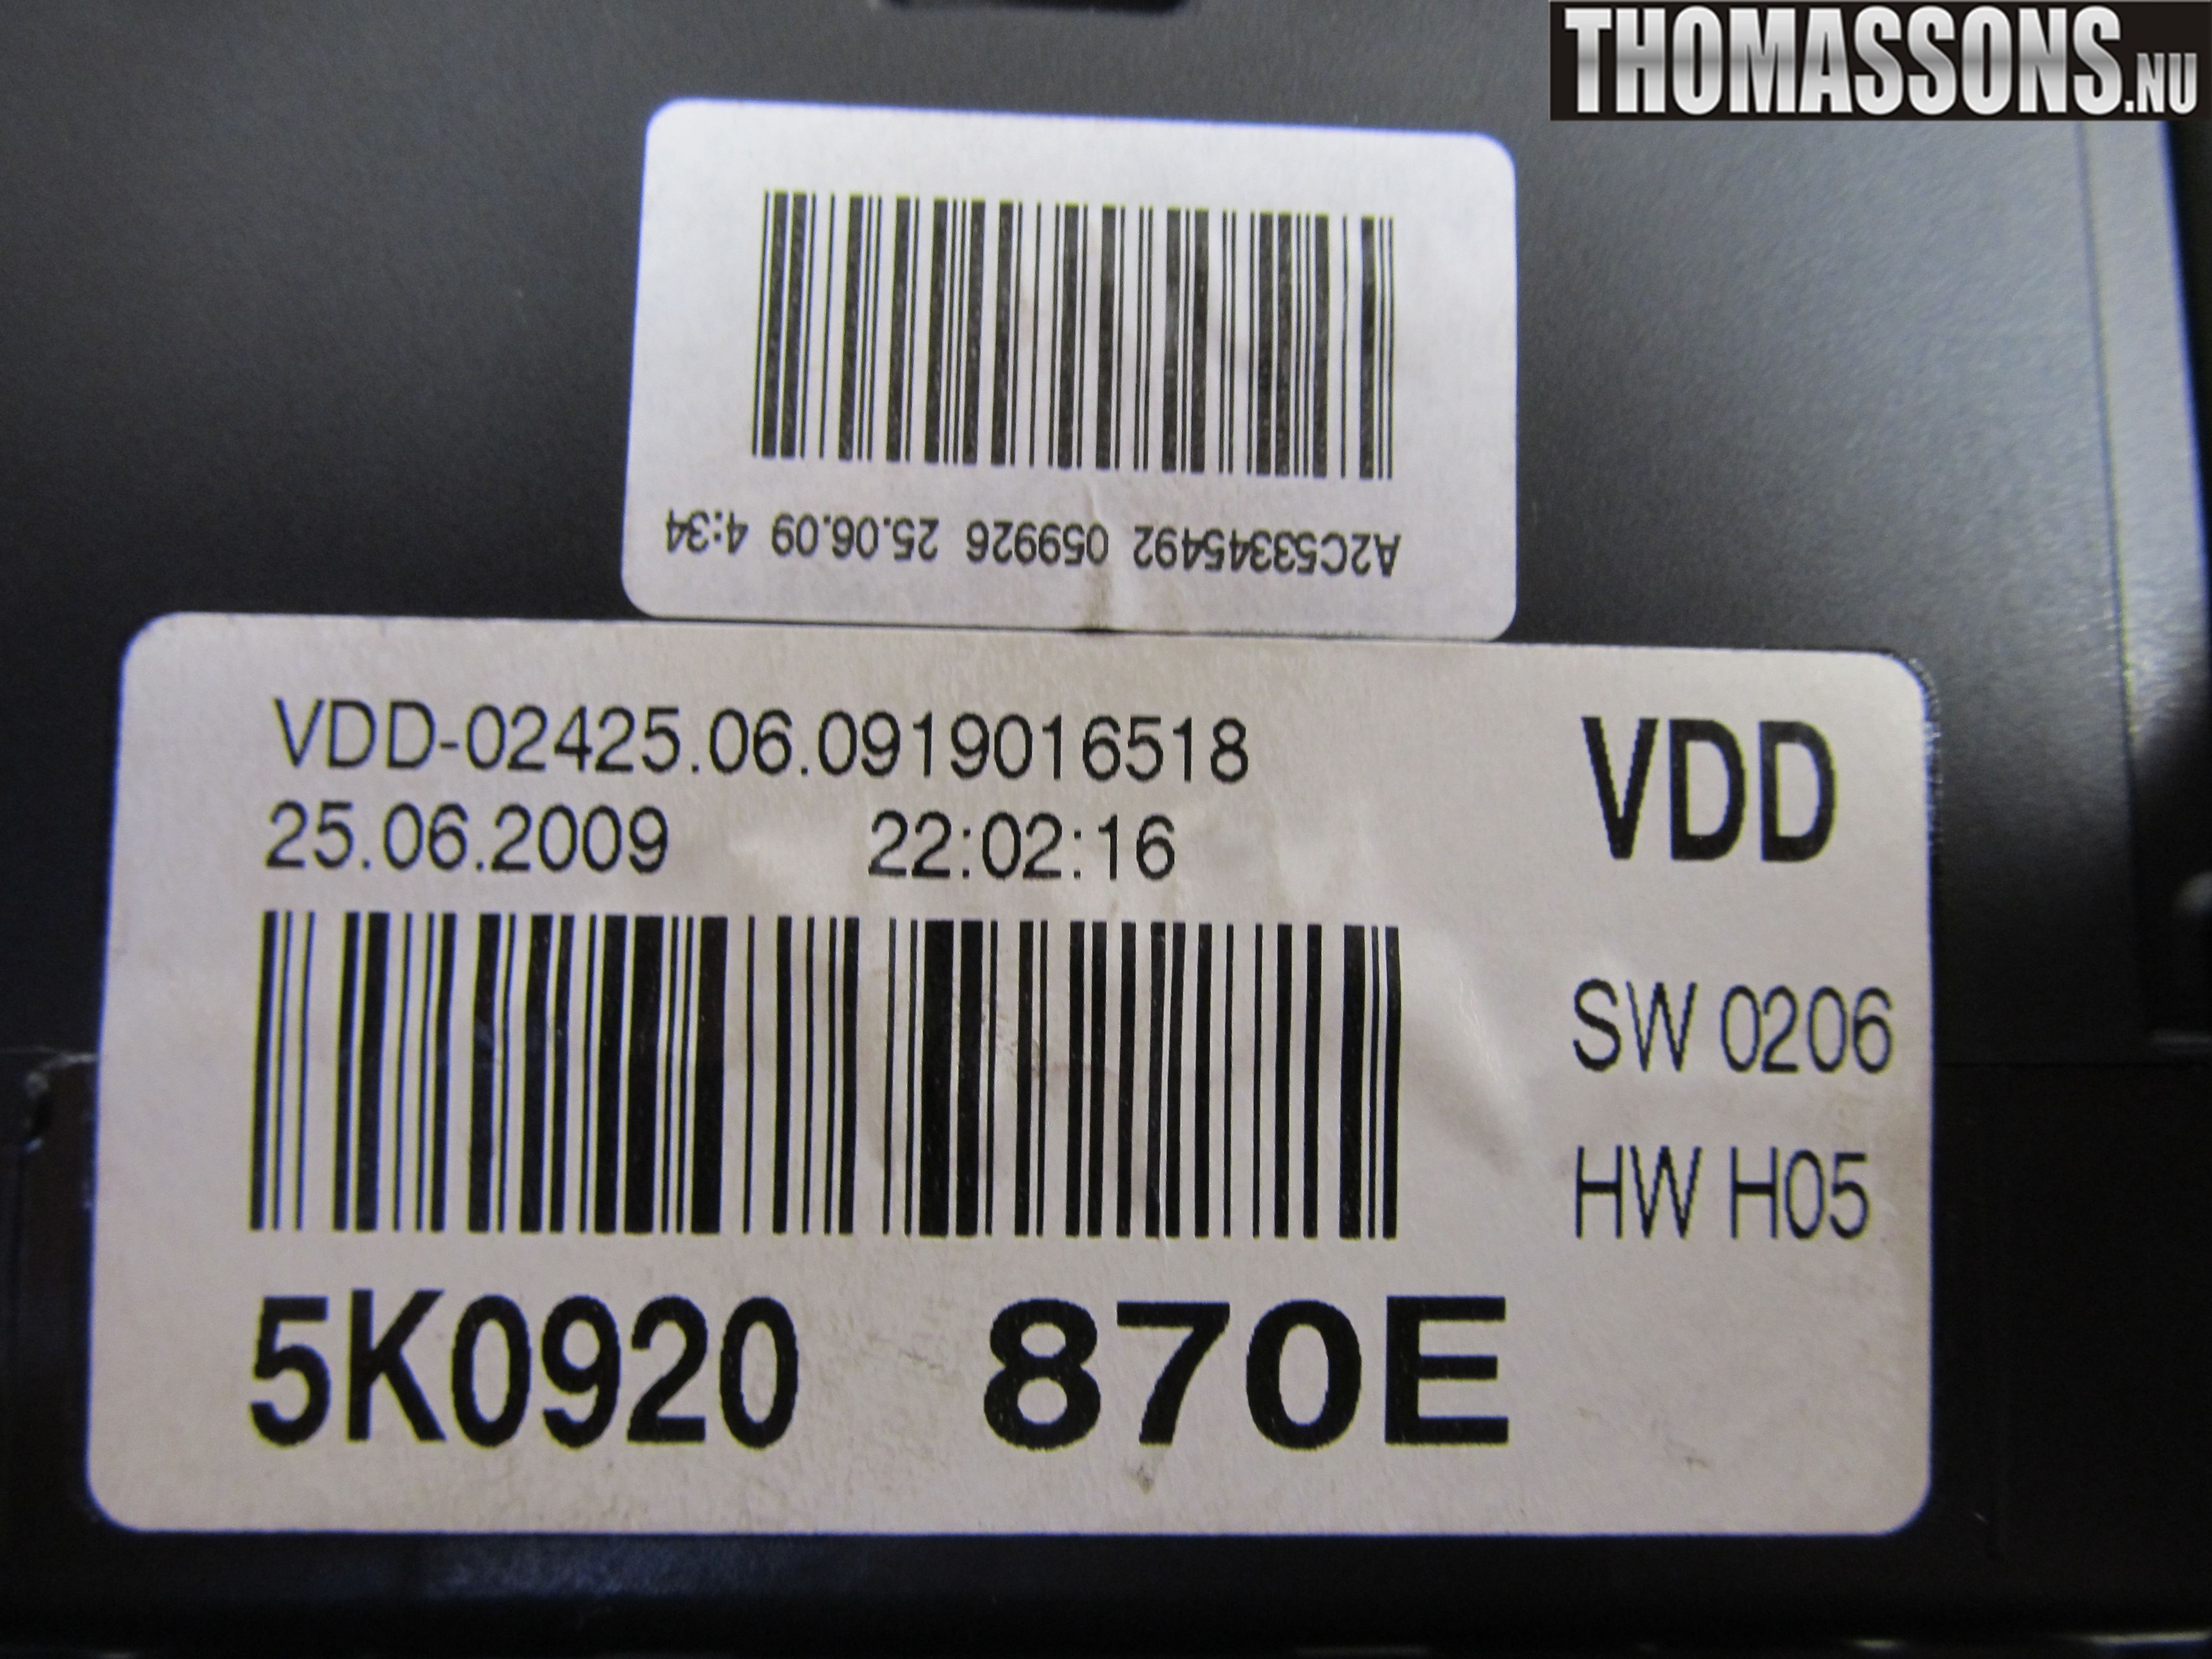 THOMASSONS.NU
A2C53345492 059926 25.06.09 4:34
VDD-02425.06.0919016518
25.06.2009 22:02:16
VDD
SW 0206
HW H05
5K0920 870E